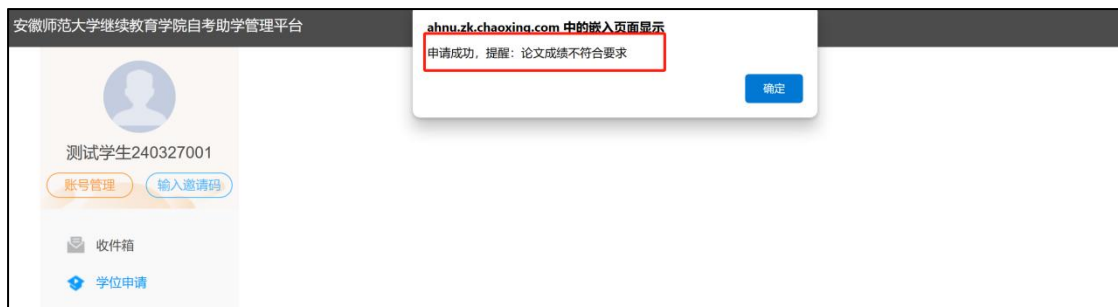 安徽师范大学继续教育学院自考助学管理平台
ahnu.zk.chaoxing.com 中的嵌入页面显示
申请成功，提醒：论文成绩不符合要求
确定
测试学生240327001
账号管理 输入邀请码
收件箱
学位申请